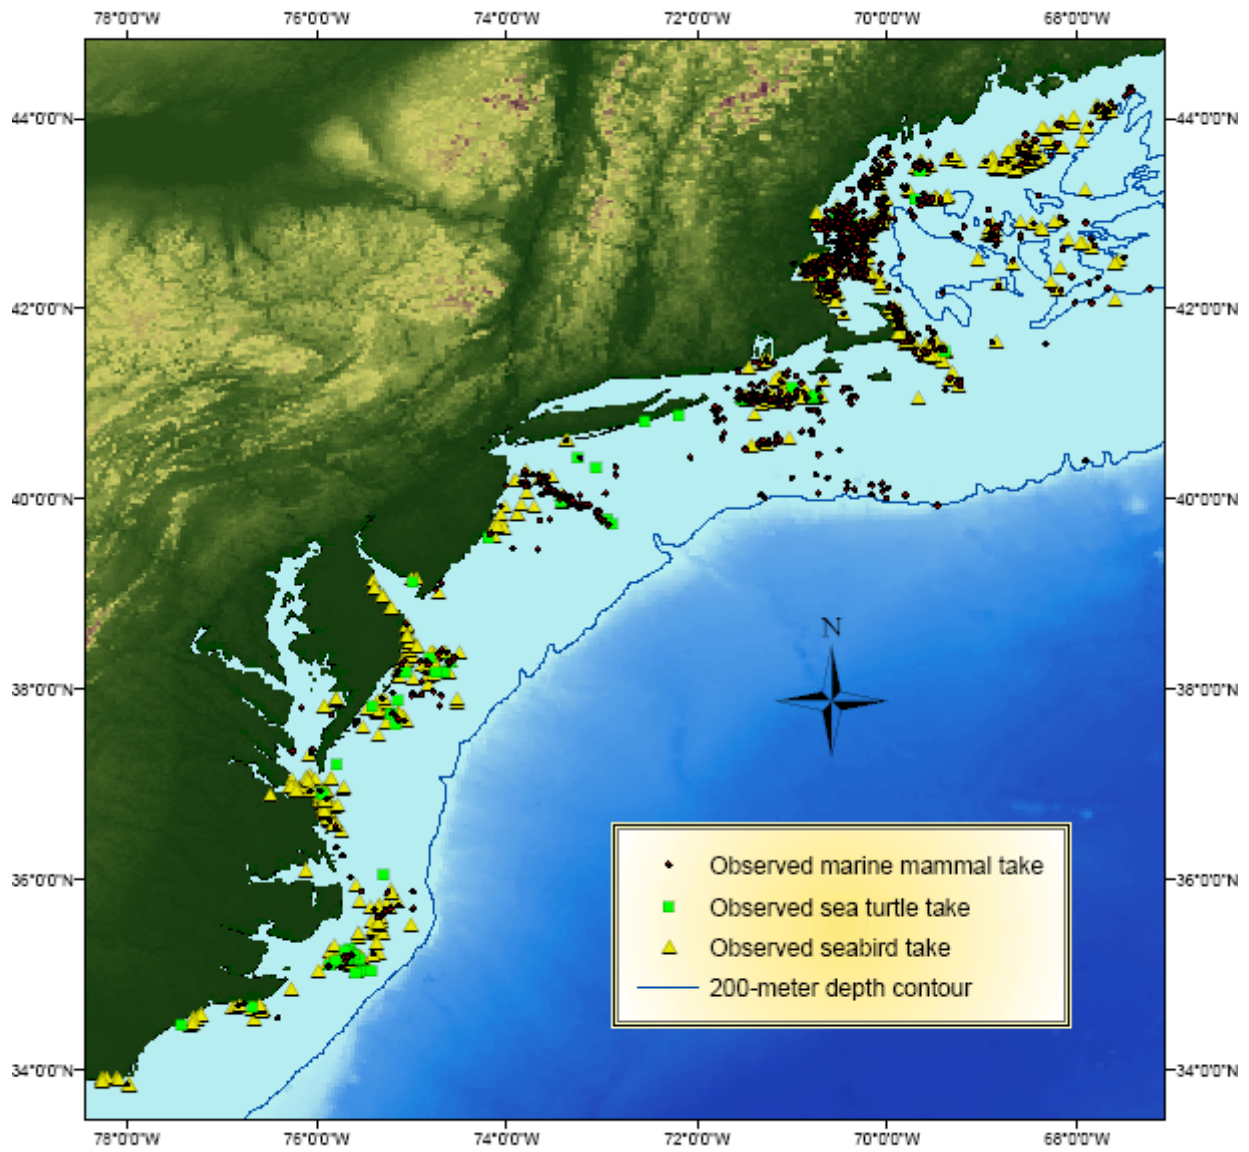 78°0'0"W 76°0'0"W 74°0'0"W 72°0'0"W 70°0'0"W 68°0'0"W
44°0'0"N 44°0'0"N
42°0'0"N 42°0'0"N
40°0'0"N 40°0'0"N
N
38°0'0"N 38°0'0"N
Observed marine mammal take
36°0'0"N 36°0'0"N
Observed sea turtle take
Observed seabird take
200-meter depth contour
34°0'0"N 34°0'0"N
78°0'0"W 76°0'0"W 74°0'0"W 72°0'0"W 70°0'0"W 68°0'0"W